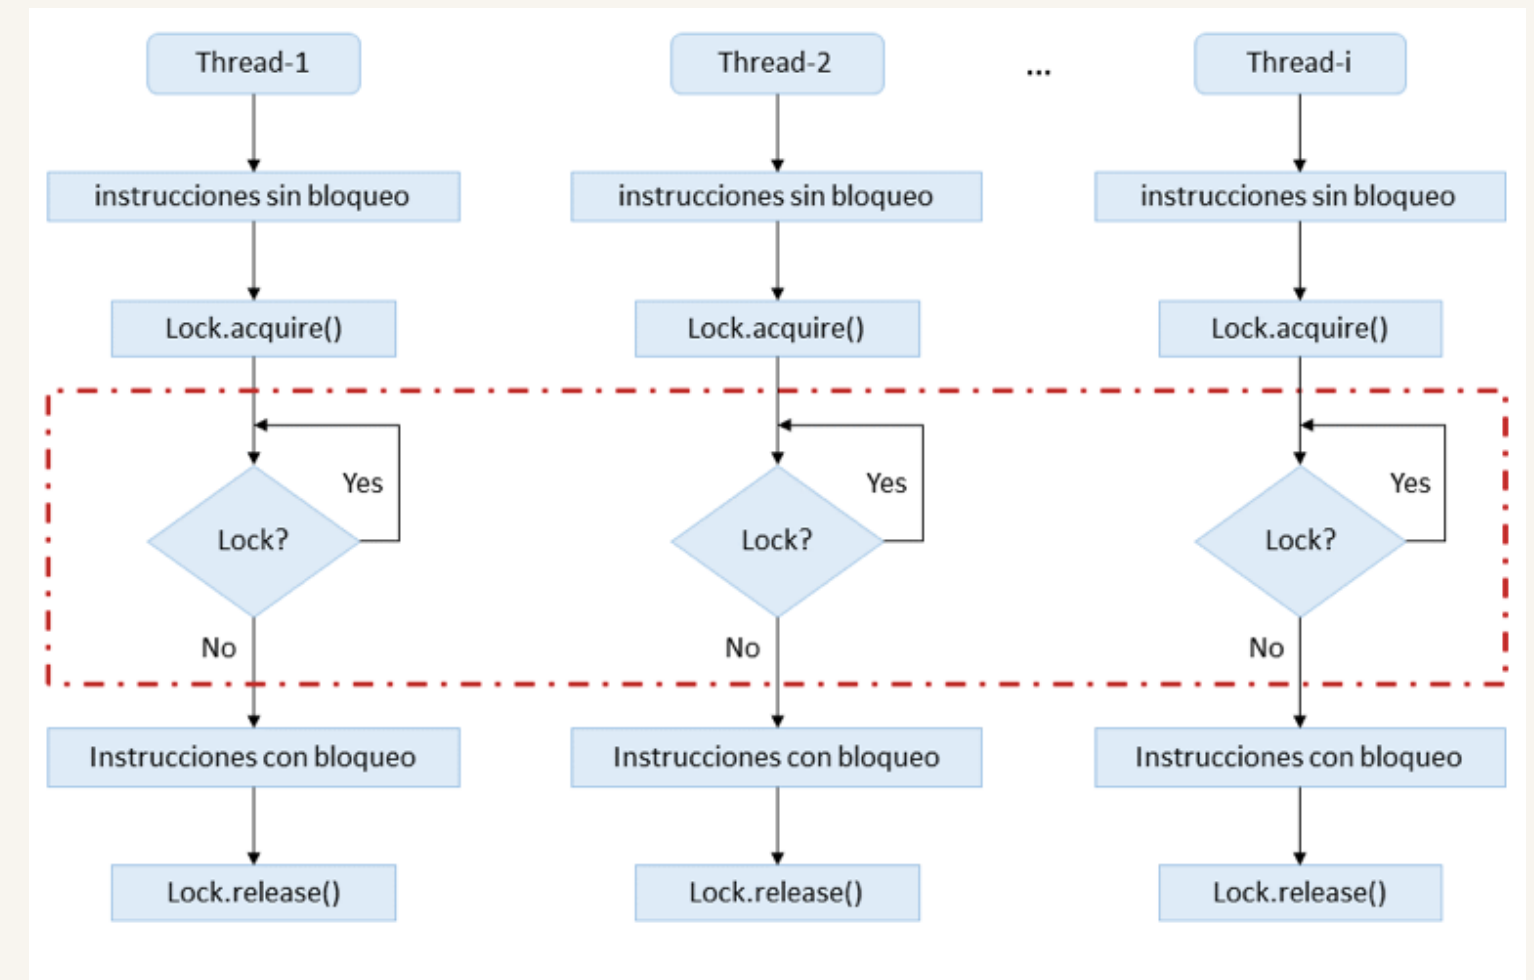 Thread-1
Thread-2
...
Thread-i
instrucciones sin bloqueo
instrucciones sin bloqueo
instrucciones sin bloqueo
Lock.acquire()
Lock.acquire()
Lock.acquire()
Yes
Yes
Yes
Lock?
Lock?
Lock?
No
No
No
Instrucciones con bloqueo
Instrucciones con bloqueo
Instrucciones con bloqueo
Lock.release()
Lock.release()
Lock.release()